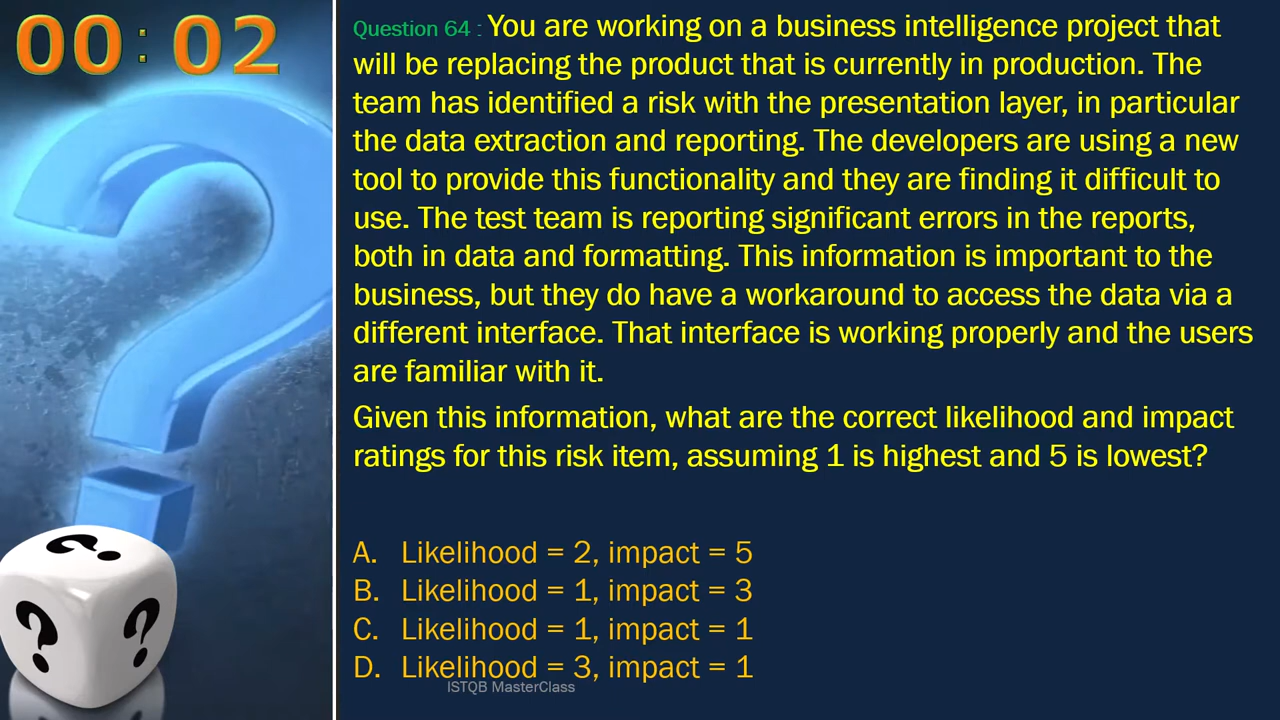 00:02
Question 64 : You are working on a business intelligence project that
will be replacing the product that is currently in production. The
team has identified a risk with the presentation layer, in particular
the data extraction and reporting. The developers are using a new
tool to provide this functionality and they are finding it difficult to
use. The test team is reporting significant errors in the reports,
both in data and formatting. This information is important to the
business, but they do have a workaround to access the data via a
different interface. That interface is working properly and the users
are familiar with it.
Given this information, what are the correct likelihood and impact
ratings for this risk item, assuming 1 is highest and 5 is lowest?
A. Likelihood = 2, impact = 5
B. Likelihood = 1, impact = 3
C. Likelihood = 1, impact = 1
D. Likelihood = 3, impact = 1
ISTQB MasterClass